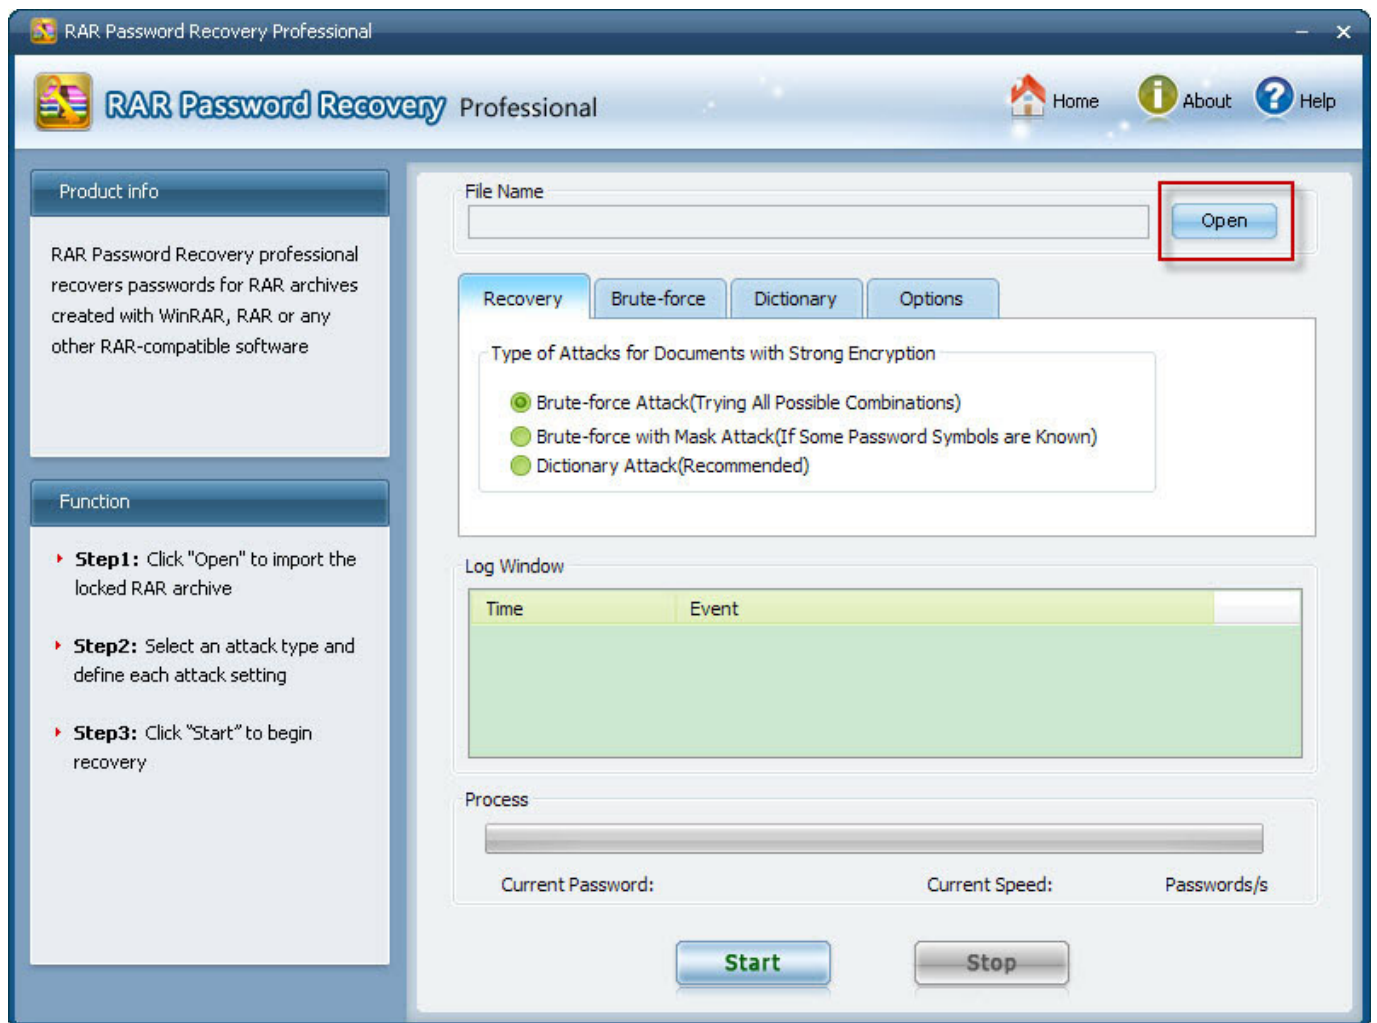 RAR Password Recovery Professional
RAR Password Recovery Professional
Home
About
Help
Product info
RAR Password Recovery professional
recovers passwords for RAR archives
created with WinRAR, RAR or any
other RAR-compatible software
Function
Step1: Click "Open" to import the
locked RAR archive
Step2: Select an attack type and
define each attack setting
Step3: Click "Start" to begin
recovery
File Name
Open
Recovery
Brute-force
Dictionary
Options
Type of Attacks for Documents with Strong Encryption
Brute-force Attack(Trying All Possible Combinations)
Brute-force with Mask Attack(If Some Password Symbols are Known)
Dictionary Attack(Recommended)
Log Window
Time
Event
Process
Current Password:
Current Speed:
Passwords/s
Start
Stop